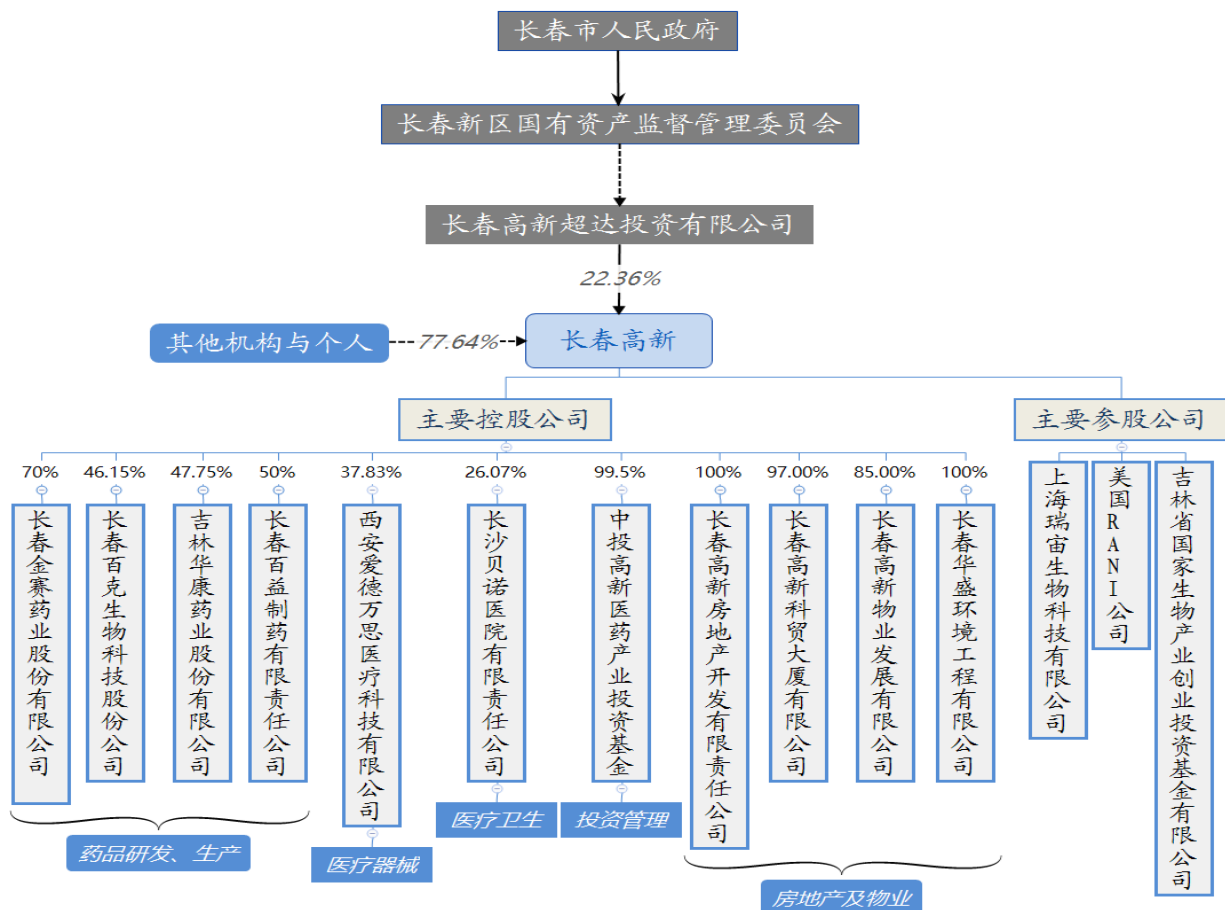 长春市人民政府
长春新区国有资产监督管理委员会
长春高新超达投资有限公司
22.36%
其他机构与个人
77.64%
长春高新
主要控股公司
主要参股公司
70%
46.15%
47.75%
50%
37.83%
26.07%
99.5%
100%
97.00%
85.00%
100%
长春金赛药业股份有限公司
长春百克生物科技股份公司
吉林华康药业股份有限公司
长春百益制药有限责任公司
西安爱德万思医疗科技有限公司
长沙贝诺医院有限责任公司
中投高新医药产业投资基金
长春高新房地产开发有限责任公司
长春高新科贸大厦有限公司
长春高新物业发展有限公司
长春华盛环境工程有限公司
上海瑞宙生物科技有限公司
美国RANI公司
吉林省国家生物产业创业投资基金有限公司
药品研发、生产
医疗器械
医疗卫生
投资管理
房地产及物业